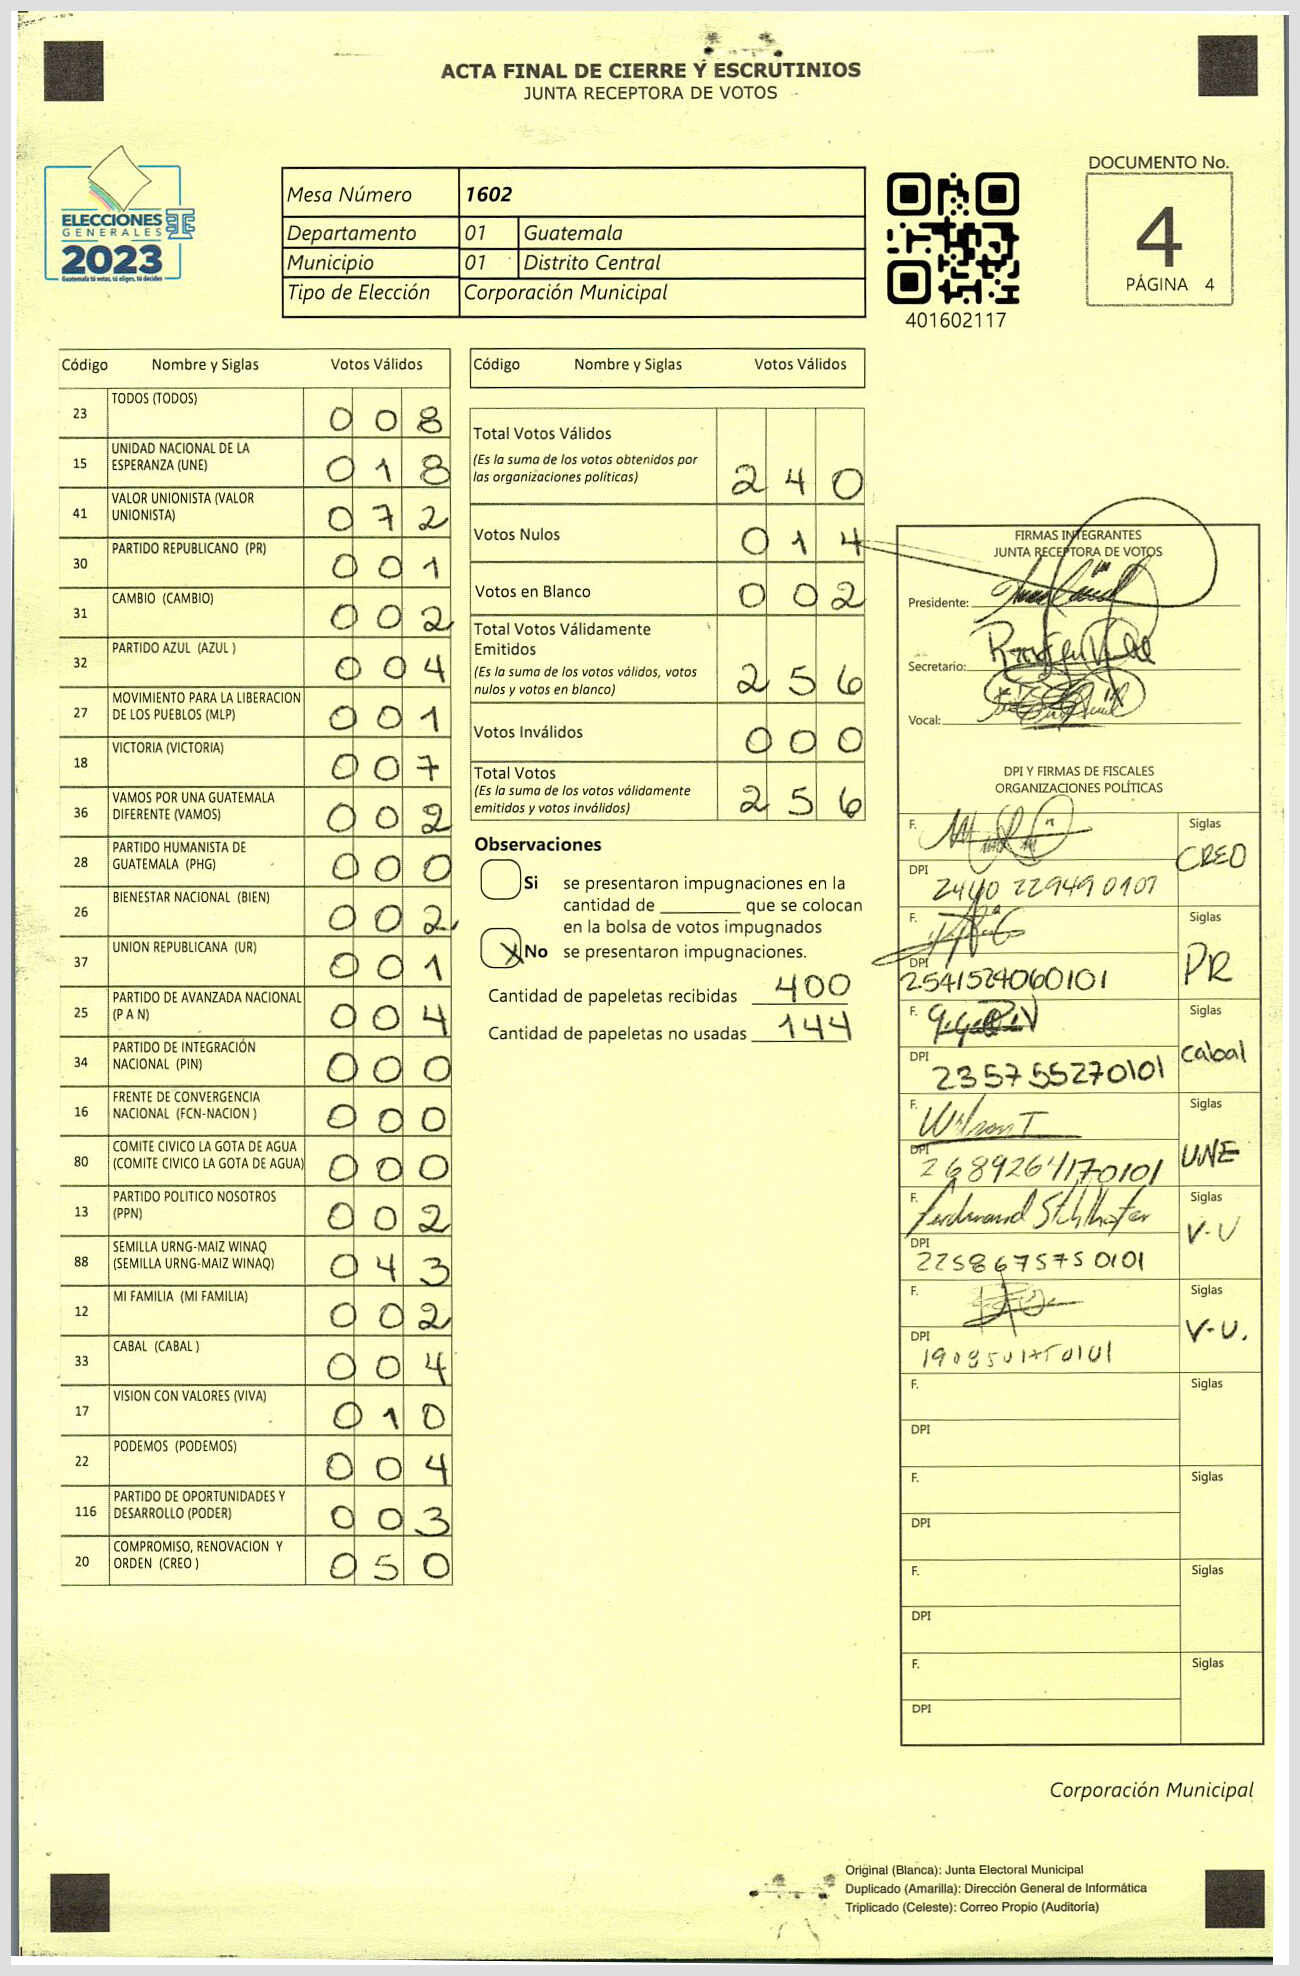 ACTA FINAL DE CIERRE Y ESCRUTINIOS
JUNTA RECEPTORA DE VOTOS
ELECCIONES
GENERALES
2023
Guatemala tú votas, tú eliges, tú decides
Mesa Número 1602
Departamento 01 Guatemala
Municipio 01 Distrito Central
Tipo de Elección Corporación Municipal
401602117
DOCUMENTO No.
4
PÁGINA 4
Código Nombre y Siglas Votos Válidos
23 TODOS (TODOS) 0 0 8
15 UNIDAD NACIONAL DE LA
ESPERANZA (UNE) 0 1 8
41 VALOR UNIONISTA (VALOR
UNIONISTA) 0 7 2
30 PARTIDO REPUBLICANO (PR) 0 0 1
31 CAMBIO (CAMBIO) 0 0 2
32 PARTIDO AZUL (AZUL ) 0 0 4
27 MOVIMIENTO PARA LA LIBERACION
DE LOS PUEBLOS (MLP) 0 0 1
18 VICTORIA (VICTORIA) 0 0 7
36 VAMOS POR UNA GUATEMALA
DIFERENTE (VAMOS) 0 0 2
28 PARTIDO HUMANISTA DE
GUATEMALA (PHG) 0 0 0
26 BIENESTAR NACIONAL (BIEN) 0 0 2
37 UNION REPUBLICANA (UR) 0 0 1
25 PARTIDO DE AVANZADA NACIONAL
(P A N) 0 0 4
34 PARTIDO DE INTEGRACIÓN
NACIONAL (PIN) 0 0 0
16 FRENTE DE CONVERGENCIA
NACIONAL (FCN-NACION ) 0 0 0
80 COMITE CIVICO LA GOTA DE AGUA
(COMITE CIVICO LA GOTA DE AGUA) 0 0 0
13 PARTIDO POLITICO NOSOTROS
(PPN) 0 0 2
88 SEMILLA URNG-MAIZ WINAQ
(SEMILLA URNG-MAIZ WINAQ) 0 4 3
12 MI FAMILIA (MI FAMILIA) 0 0 2
33 CABAL (CABAL ) 0 0 4
17 VISION CON VALORES (VIVA) 0 1 0
22 PODEMOS (PODEMOS) 0 0 4
116 PARTIDO DE OPORTUNIDADES Y
DESARROLLO (PODER) 0 0 3
20 COMPROMISO, RENOVACION Y
ORDEN (CREO ) 0 5 0
Código Nombre y Siglas Votos Válidos
Total Votos Válidos
(Es la suma de los votos obtenidos por
las organizaciones políticas) 2 4 0
Votos Nulos 0 1 4
Votos en Blanco 0 0 2
Total Votos Válidamente
Emitidos
(Es la suma de los votos válidos, votos
nulos y votos en blanco) 2 5 6
Votos Inválidos 0 0 0
Total Votos
(Es la suma de los votos válidamente
emitidos y votos inválidos) 2 5 6
Observaciones
Si se presentaron impugnaciones en la
cantidad de ________ que se colocan
en la bolsa de votos impugnados
X No se presentaron impugnaciones.
Cantidad de papeletas recibidas 400
Cantidad de papeletas no usadas 144
FIRMAS INTEGRANTES
JUNTA RECEPTORA DE VOTOS
Presidente:
Secretario:
Vocal:
DPI Y FIRMAS DE FISCALES
ORGANIZACIONES POLÍTICAS
F. Siglas
CREO
DPI
2440 22949 0101
F. Siglas
PR
DPI
2541524060101
F. Siglas
Cabal
DPI
2357 55270101
F. Wilson T Siglas
UNE
DPI
F. Ferdinand Siglas
V-U
DPI
2258675750101
F. Siglas
V-U.
DPI
F. Siglas
DPI
F. Siglas
DPI
F. Siglas
DPI
F. Siglas
DPI
Corporación Municipal
Original (Blanca): Junta Electoral Municipal
Duplicado (Amarilla): Dirección General de Informática
Triplicado (Celeste): Correo Propio (Auditoría)